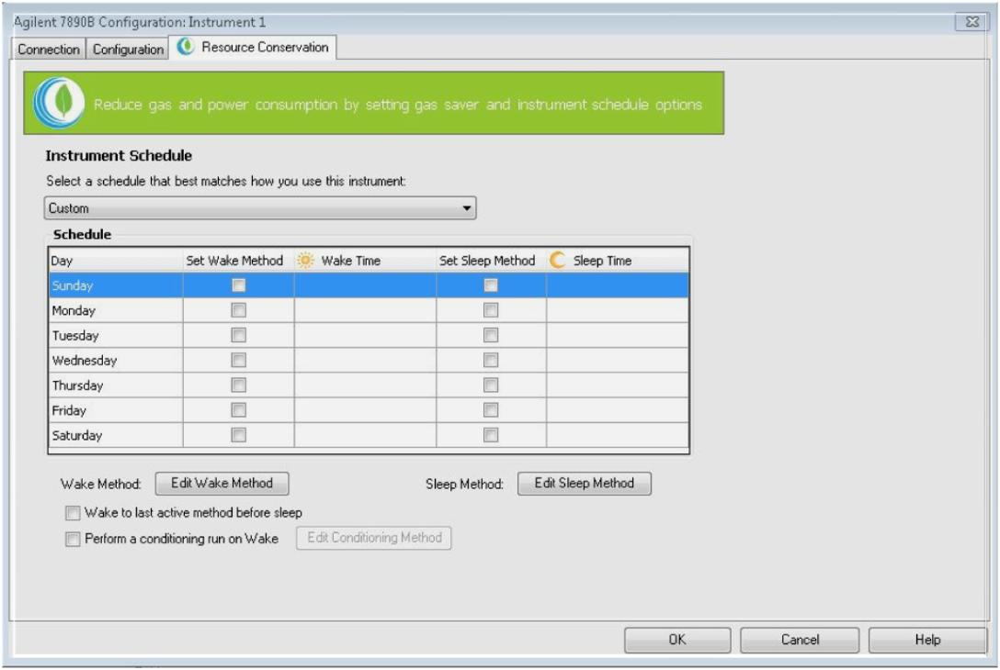 Agilent 7890B Configuration: Instrument 1
Connection Configuration Resource Conservation
Reduce gas and power consumption by setting gas saver and instrument schedule options
Instrument Schedule
Select a schedule that best matches how you use this instrument:
Custom
Schedule
Day Set Wake Method Wake Time Set Sleep Method Sleep Time
Sunday
Monday
Tuesday
Wednesday
Thursday
Friday
Saturday
Wake Method: Edit Wake Method Sleep Method: Edit Sleep Method
Wake to last active method before sleep
Perform a conditioning run on Wake Edit Conditioning Method
OK Cancel Help